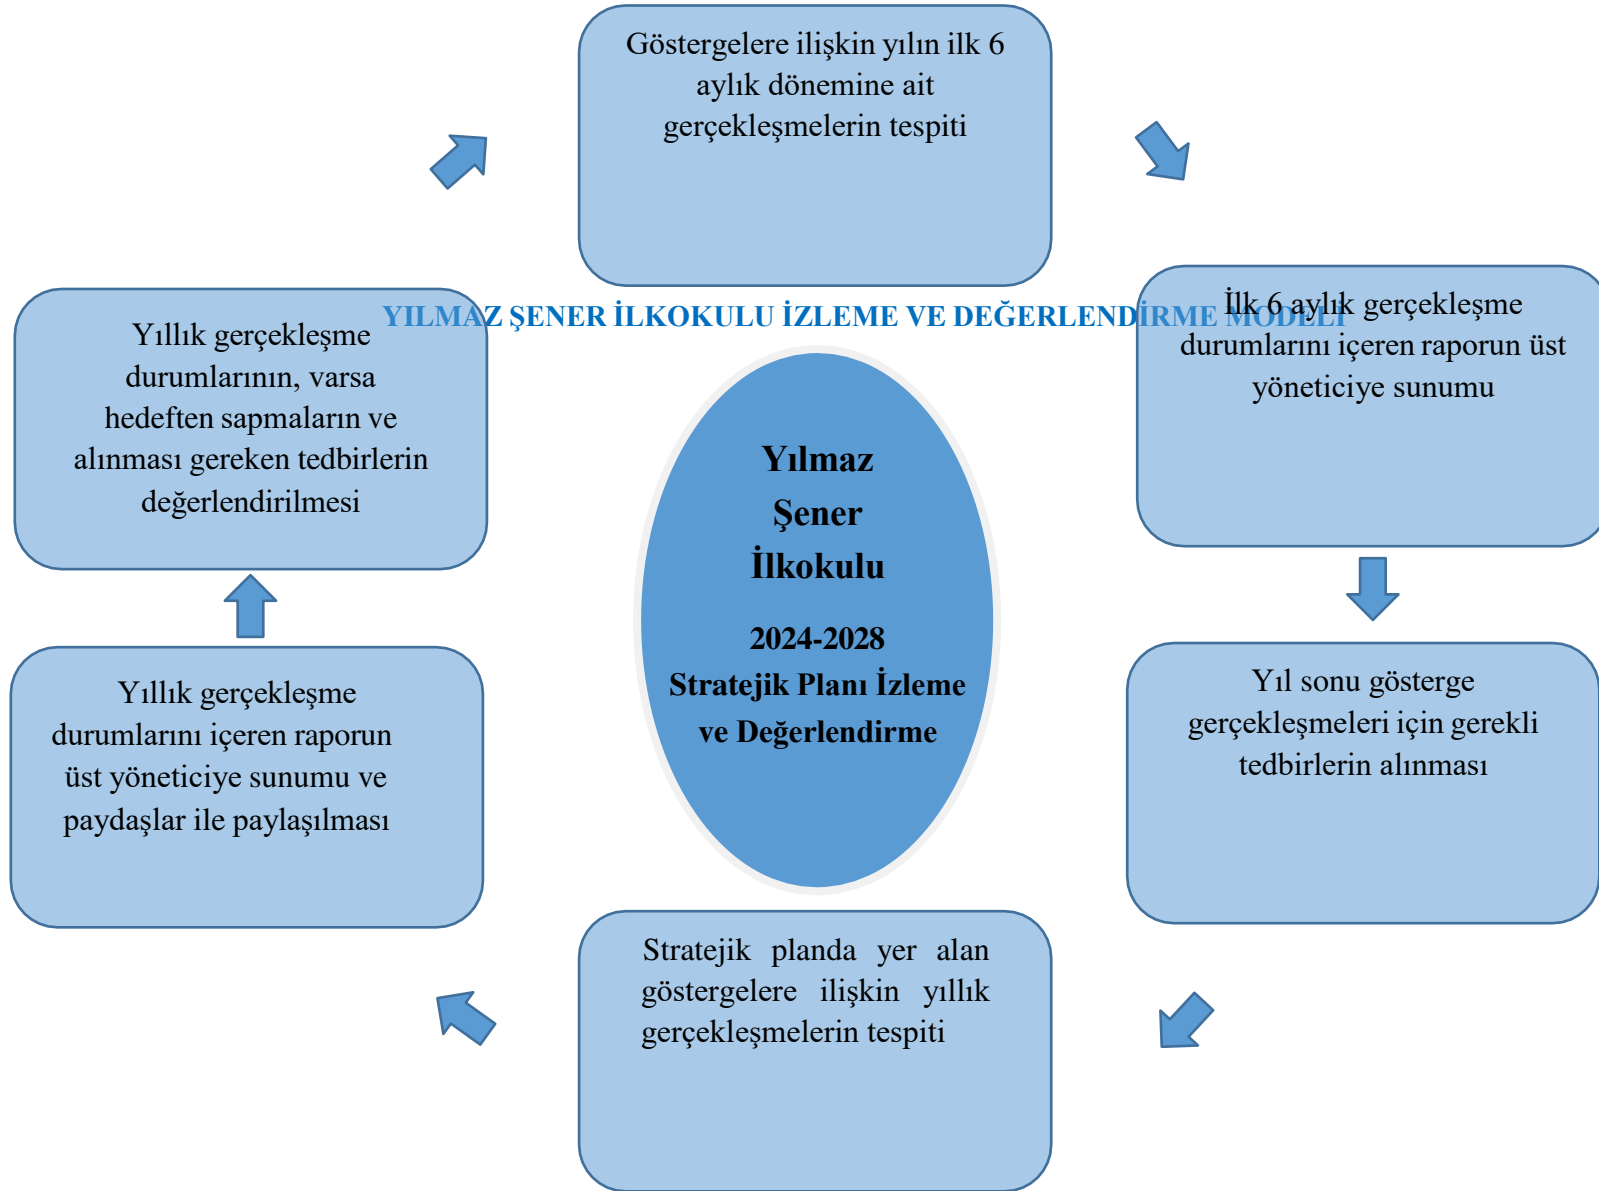 Göstergelere ilişkin yılın ilk 6
aylık dönemine ait
gerçekleşmelerin tespiti
YILMAZ ŞENER İLKOKULU İZLEME VE DEĞERLENDİRME MODELİ
İlk 6 aylık gerçekleşme
durumlarını içeren raporun üst
yöneticiye sunumu
Yıl sonu gösterge
gerçekleşmeleri için gerekli
tedbirlerin alınması
Stratejik planda yer alan
göstergelere ilişkin yıllık
gerçekleşmelerin tespiti
Yıllık gerçekleşme
durumlarını içeren raporun
üst yöneticiye sunumu ve
paydaşlar ile paylaşılması
Yıllık gerçekleşme
durumlarının, varsa
hedeften sapmaların ve
alınması gereken tedbirlerin
değerlendirilmesi
Yılmaz
Şener
İlkokulu
2024-2028
Stratejik Planı İzleme
ve Değerlendirme